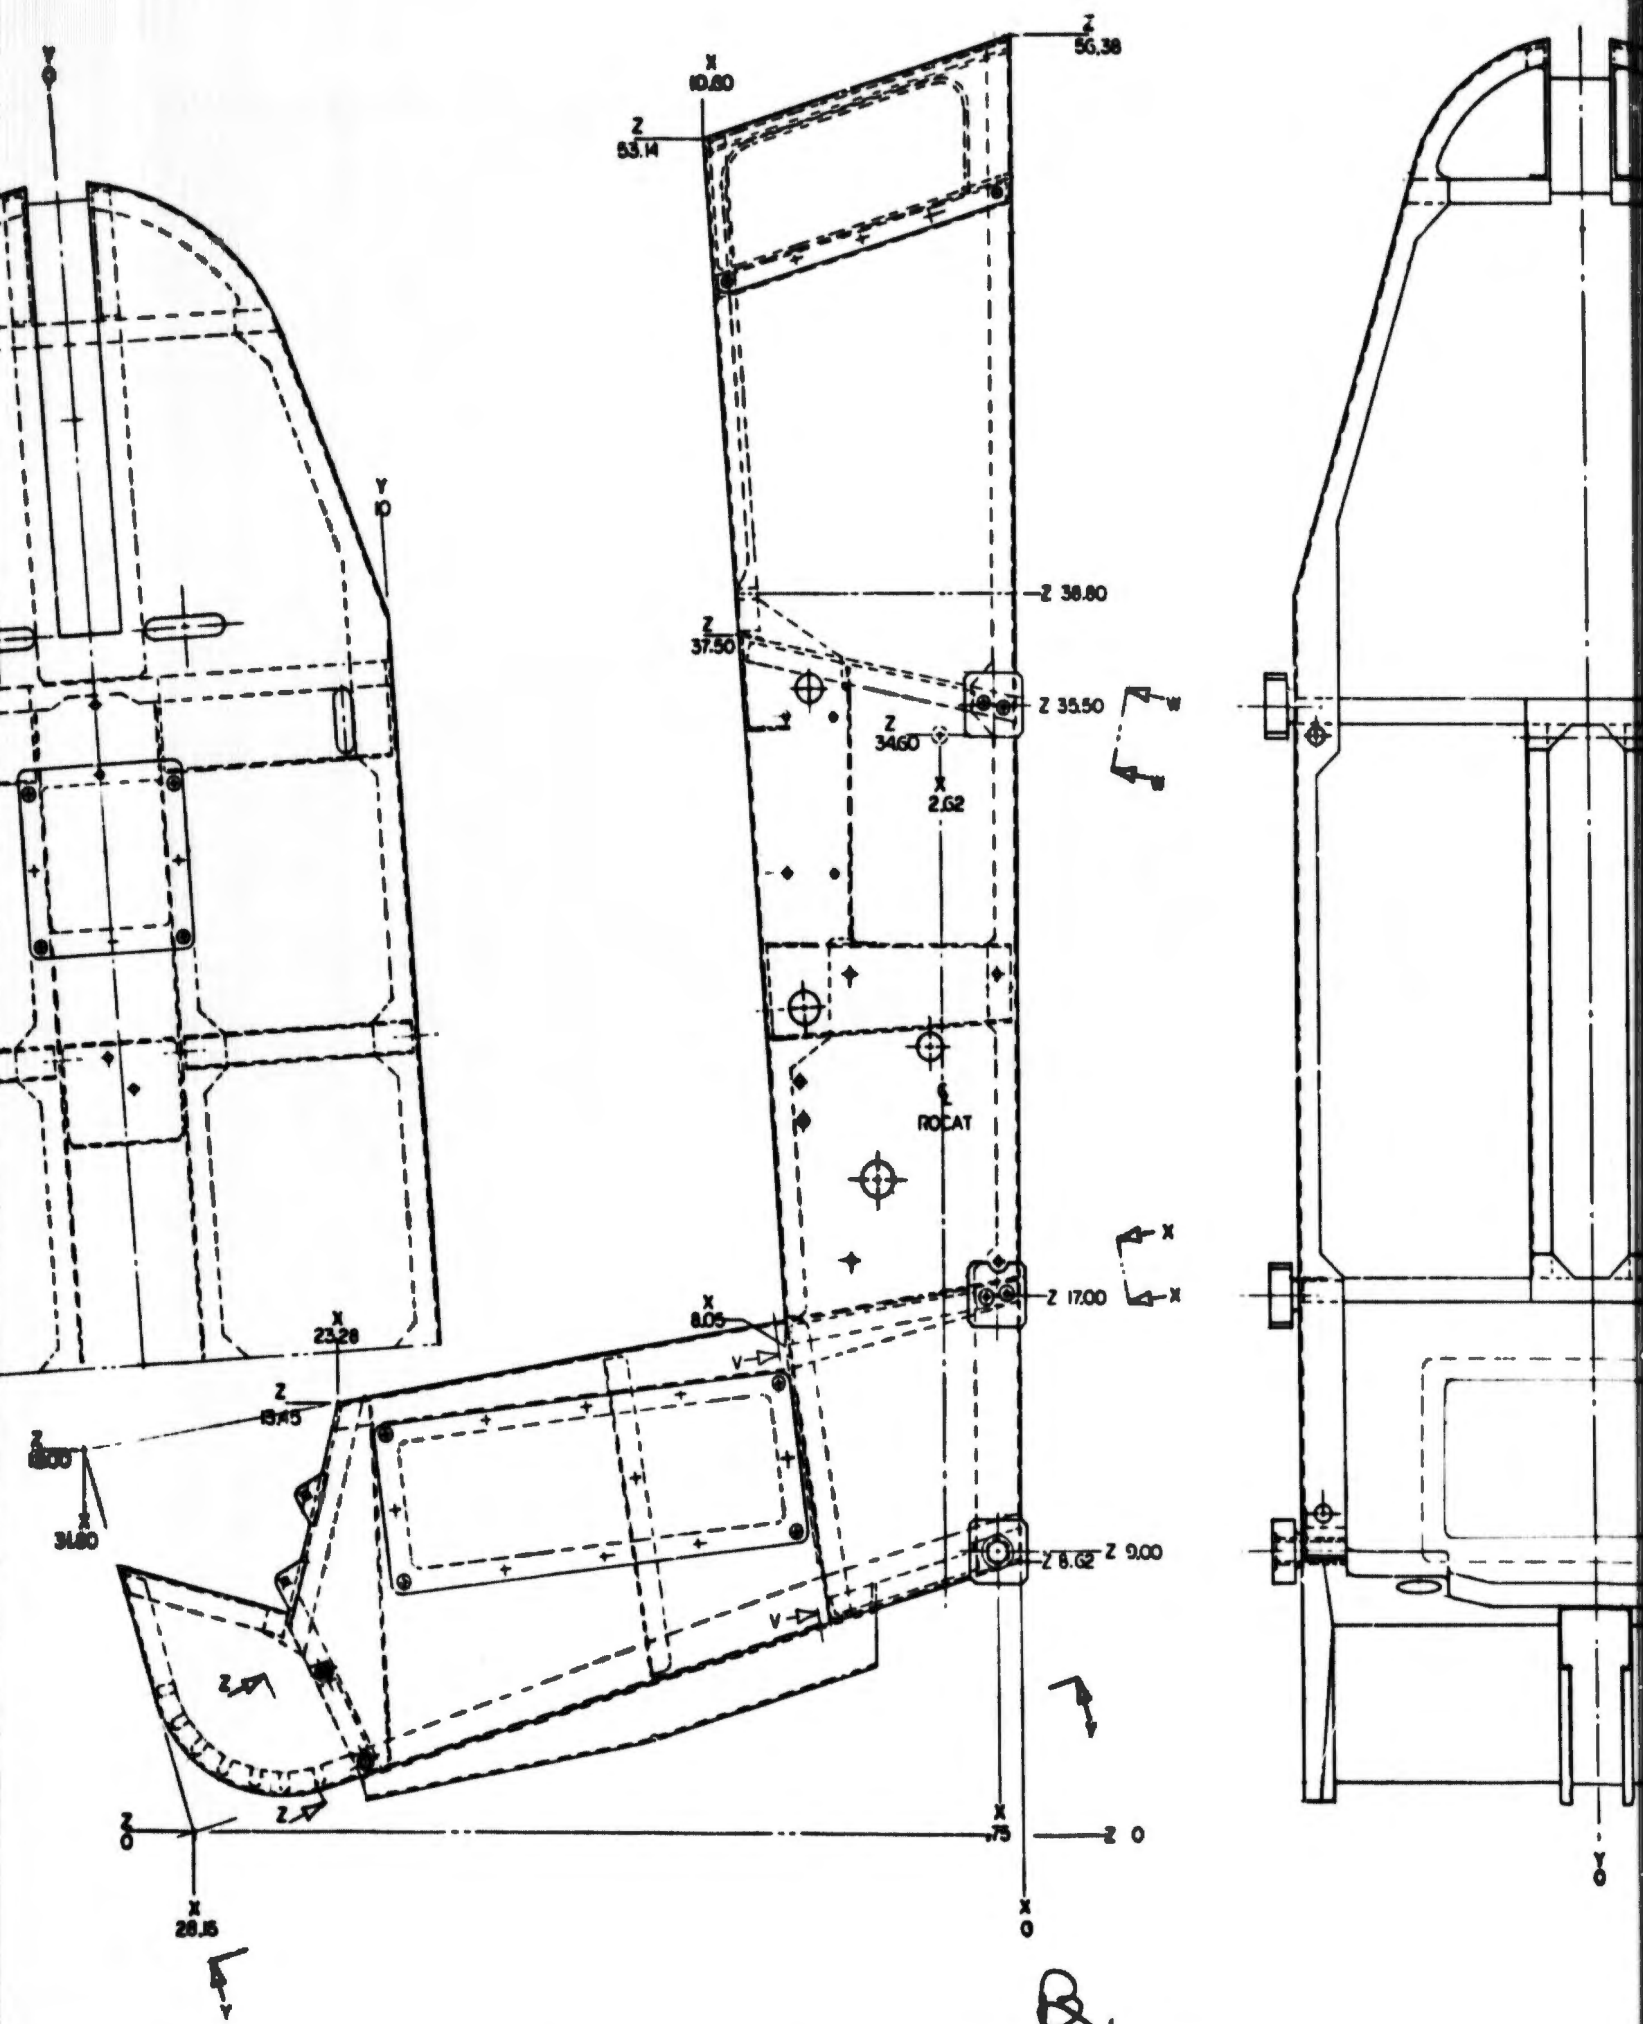 Y
0
Z
56.38
X
10.80
Z
53.14
Y
10
Z 38.80
Z
37.50
Z 35.50
Z
34.60
W
W
X
2.62
℄
ROCAT
X
X
Z 17.00
X
8.05
X
23.28
V
Z
13.45
Z
X
31.80
Z 9.00
Z 8.62
V
Z
Y
Z
Z
0
X
.75
Z 0
X
28.15
X
0
Y
0
Y